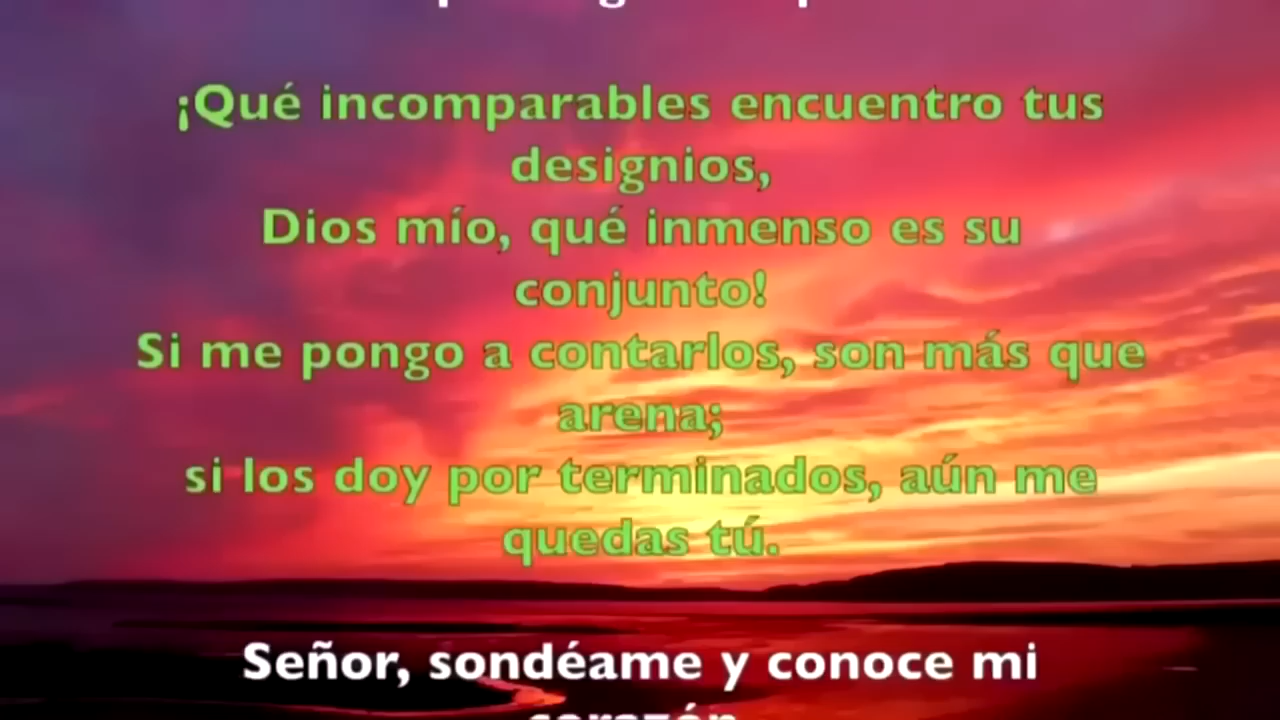 ¡Qué incomparables encuentro tus
designios,
Dios mío, qué inmenso es su
conjunto!
Si me pongo a contarlos, son más que
arena;
si los doy por terminados, aún me
quedas tú.
Señor, sondéame y conoce mi
corazón